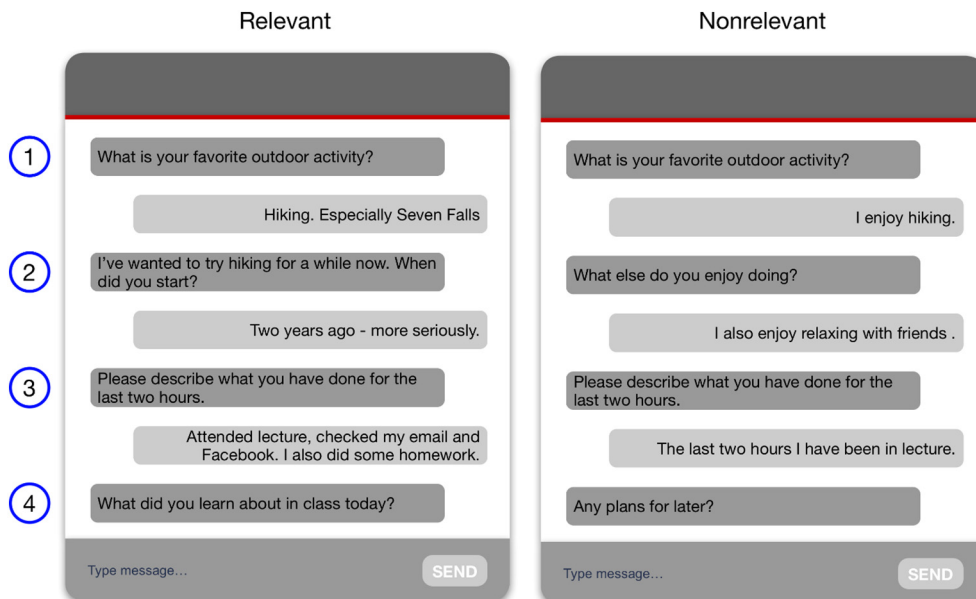 Relevant
Nonrelevant
1
What is your favorite outdoor activity?
Hiking. Especially Seven Falls
2
I've wanted to try hiking for a while now. When
did you start?
Two years ago - more seriously.
3
Please describe what you have done for the
last two hours.
Attended lecture, checked my email and
Facebook. I also did some homework.
4
What did you learn about in class today?
Type message...
SEND
What is your favorite outdoor activity?
I enjoy hiking.
What else do you enjoy doing?
I also enjoy relaxing with friends .
Please describe what you have done for the
last two hours.
The last two hours I have been in lecture.
Any plans for later?
Type message...
SEND